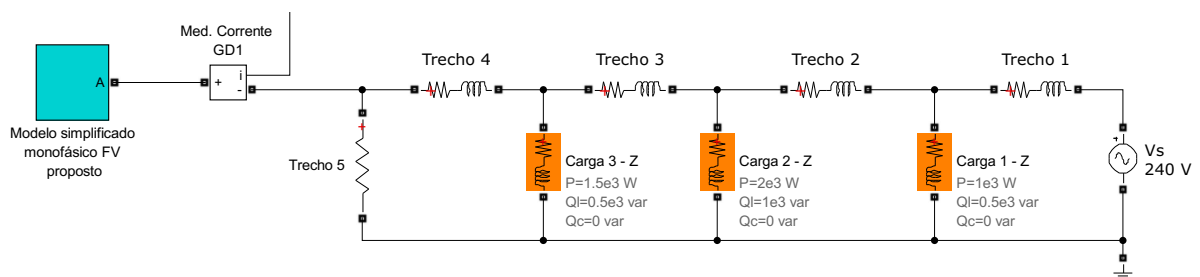 Med. Corrente
GD1
A
+
i
-
Modelo simplificado
monofásico FV
proposto
Trecho 4
Trecho 3
Trecho 2
Trecho 1
+
Trecho 5
Carga 3 - Z
P=1.5e3 W
Ql=0.5e3 var
Qc=0 var
Carga 2 - Z
P=2e3 W
Ql=1e3 var
Qc=0 var
Carga 1 - Z
P=1e3 W
Ql=0.5e3 var
Qc=0 var
+
Vs
240 V